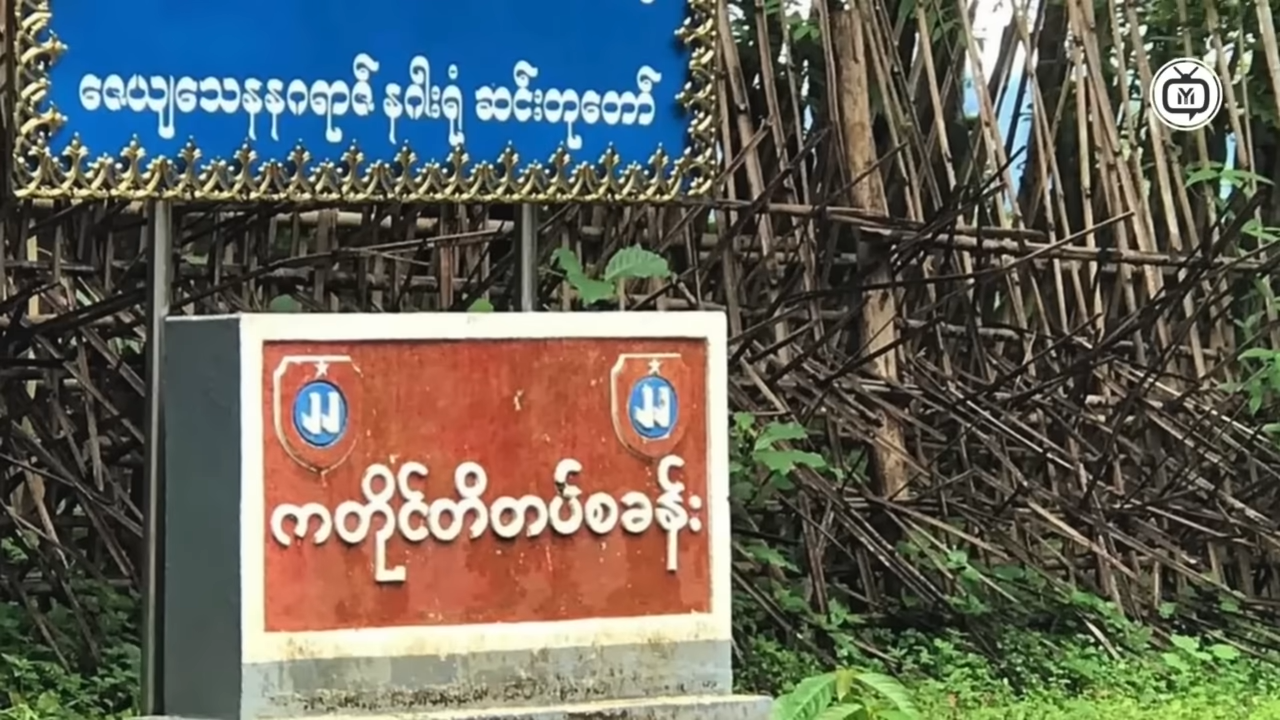 ဇေယျသေနနဂရာဇ် နဂါးရုံ ဆင်းတုတော်
၂၂ ၂၂
ကတိုင်တိတပ်စခန်း